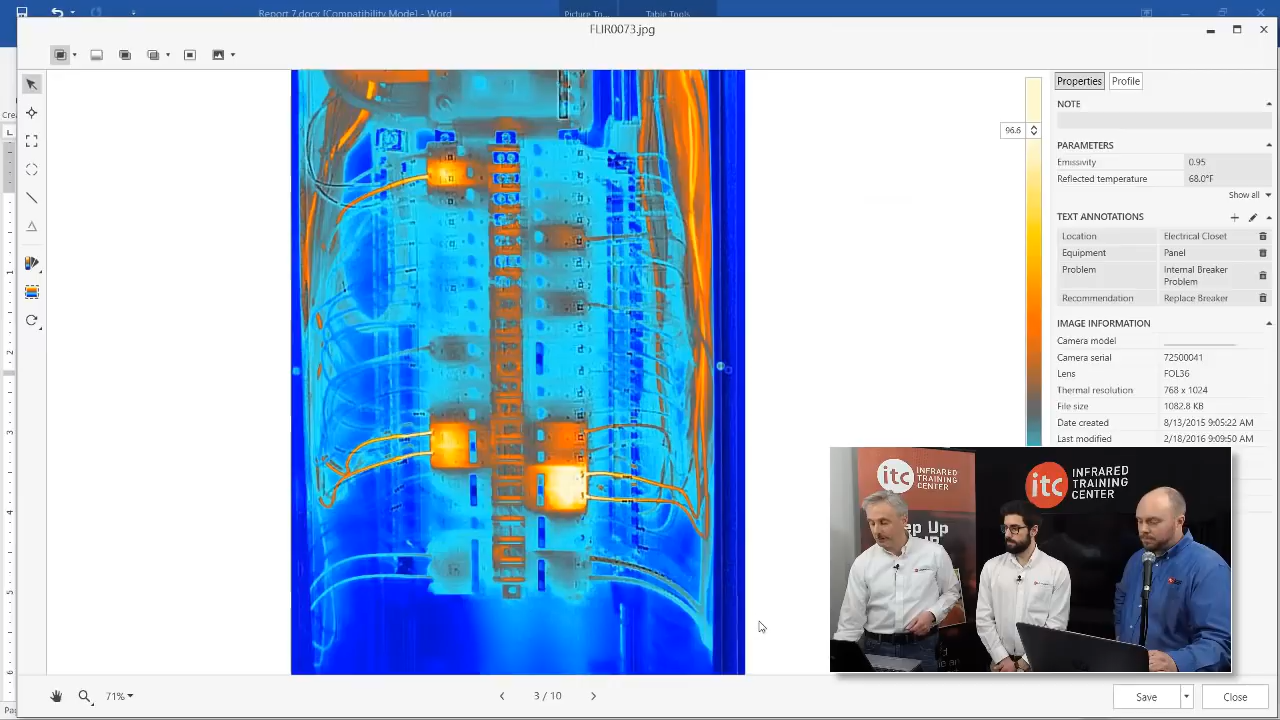 Report 7.docx [Compatibility Mode] - Word
Picture To...
Table Tools
FLIR0073.jpg
Properties
Profile
NOTE
96.6
PARAMETERS
Emissivity 0.95
Reflected temperature 68.0°F
Show all
TEXT ANNOTATIONS
Location Electrical Closet
Equipment Panel
Problem Internal Breaker
Problem
Recommendation Replace Breaker
IMAGE INFORMATION
Camera model
Camera serial 72500041
Lens FOL36
Thermal resolution 768 x 1024
File size 1082.8 KB
Date created 8/13/2015 9:05:22 AM
Last modified 2/18/2016 9:09:50 AM
itc INFRARED
TRAINING
CENTER
itc INFRARED
TRAINING
CENTER
71%
3 / 10
Save
Close